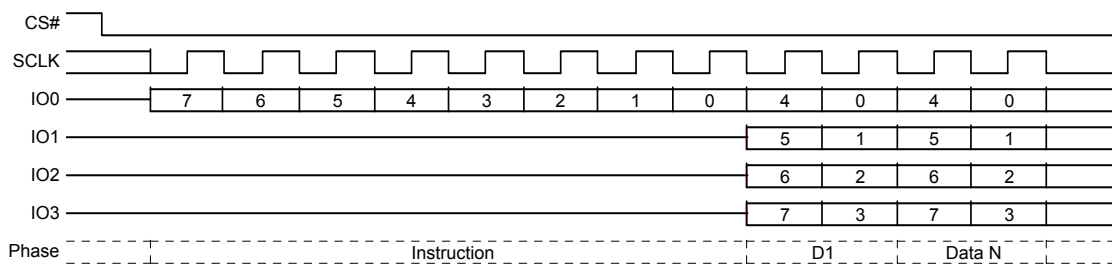 CS#
SCLK
IO0 7 6 5 4 3 2 1 0 4 0 4 0
IO1 5 1 5 1
IO2 6 2 6 2
IO3 7 3 7 3
Phase Instruction D1 Data N